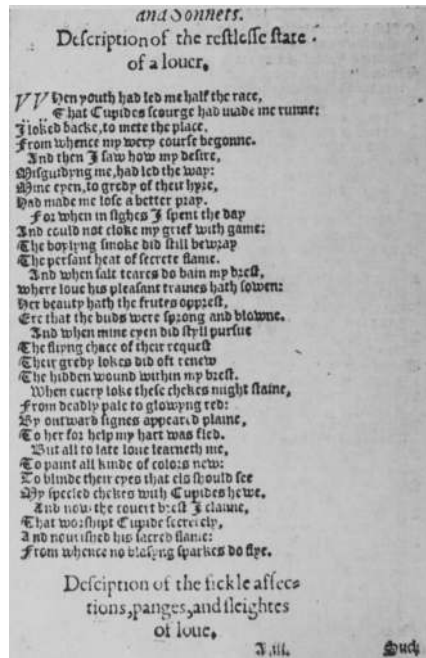 and Sonnets.
Description of the restlesse state
of a louer.
VVHen youth had led me half the race,
That Cupides scourge had made me runne:
I loked backe, to mete the place,
From whence my wery course begonne.
And then I saw how my desire,
Misguidyng me, had led the way:
Mine eyen, to gredy of their hyre,
Had made me lose a better pray.
For when in sighes I spent the day
And could not cloke my grief with game:
The boylyng smoke did still bewray
The persant heat of secrete flame.
And when salt teares do bain my brest,
where love his pleasant traines hath sowen:
Her beauty hath the frutes opprest,
Ere that the buds were sprong and blowne.
And when mine eyen did styll pursue
The fliyng chace of their request
Their gredy lokes did oft renew
The hidden wound within my brest.
When euery loke these chekes might staine,
From deadly pale to glowyng red:
By outward signes appeared plaine,
To her for help my hart was fled.
But all to late loue learneth me,
To paint all kinde of colors new:
To blinde their eyes that els should see
My specled chekes with Cupides hewe.
And now the couert brest I claime,
That worshipt Cupide secretely,
And nourished his sacred flame:
From whence no blasyng sparkes do flye.
Desciption of the fickle affec-
tions, panges, and sleightes
of loue.
A.iii. Such